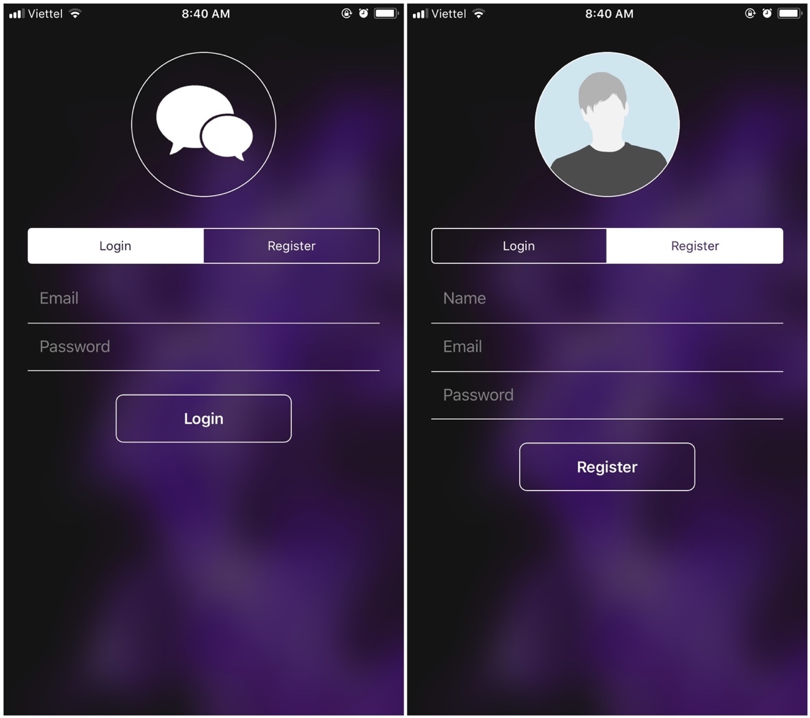 Viettel 8:40 AM
Login Register
Email
Password
Login
Viettel 8:40 AM
Login Register
Name
Email
Password
Register